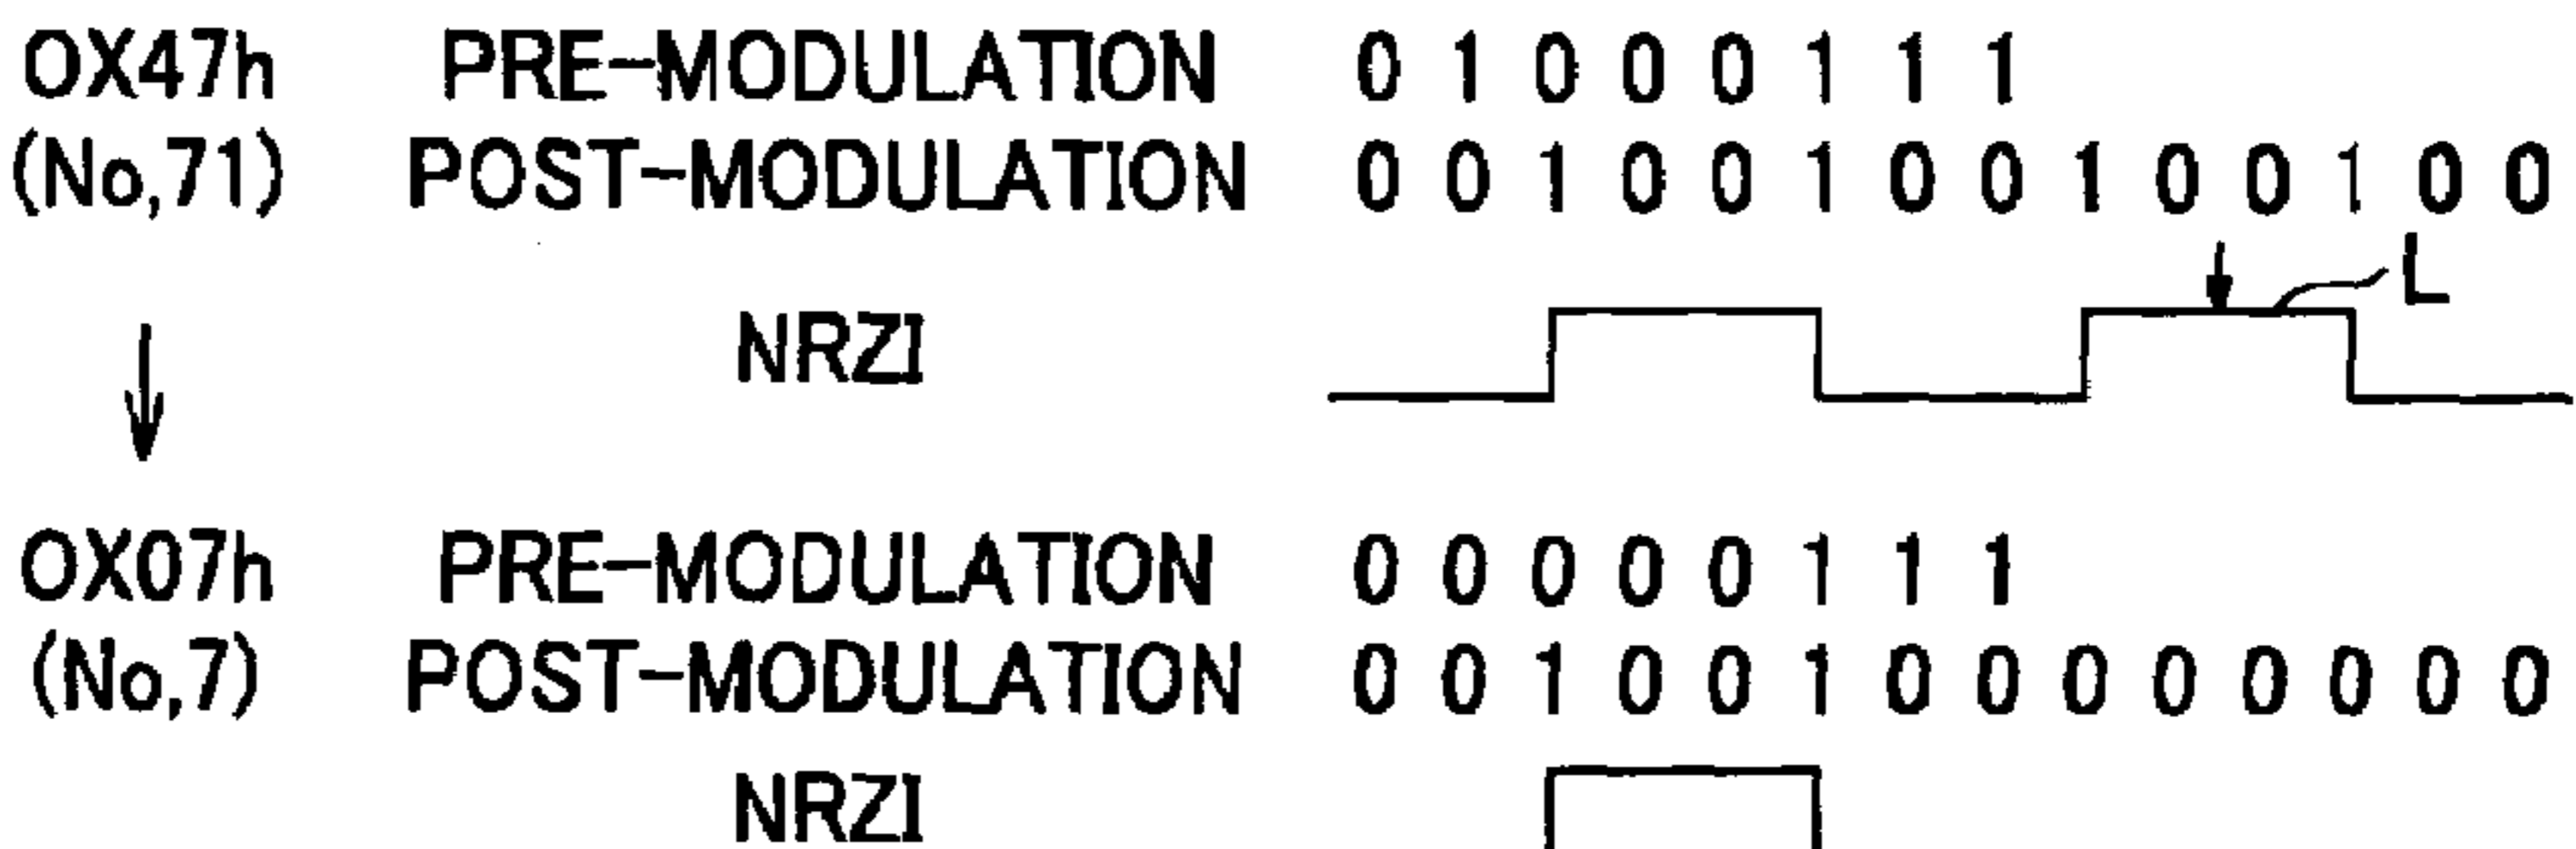 OX47h PRE-MODULATION 0 1 0 0 0 1 1 1
(No,71) POST-MODULATION 0 0 1 0 0 1 0 0 1 0 0 1 0 0
L
NRZI
OX07h PRE-MODULATION 0 0 0 0 0 1 1 1
(No,7) POST-MODULATION 0 0 1 0 0 1 0 0 0 0 0 0 0 0
NRZI